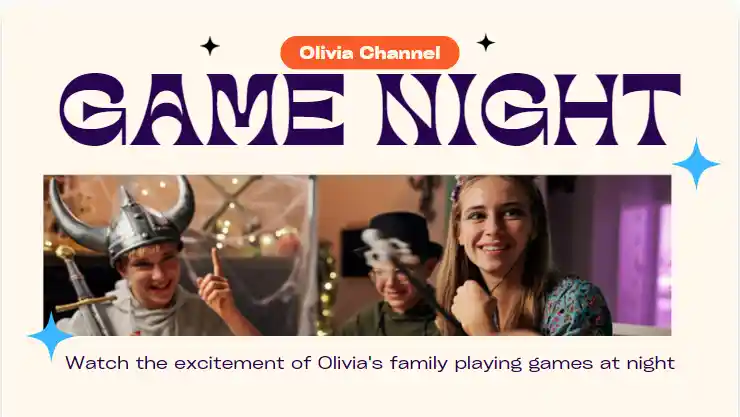 Olivia Channel
GAME NIGHT
Watch the excitement of Olivia's family playing games at night